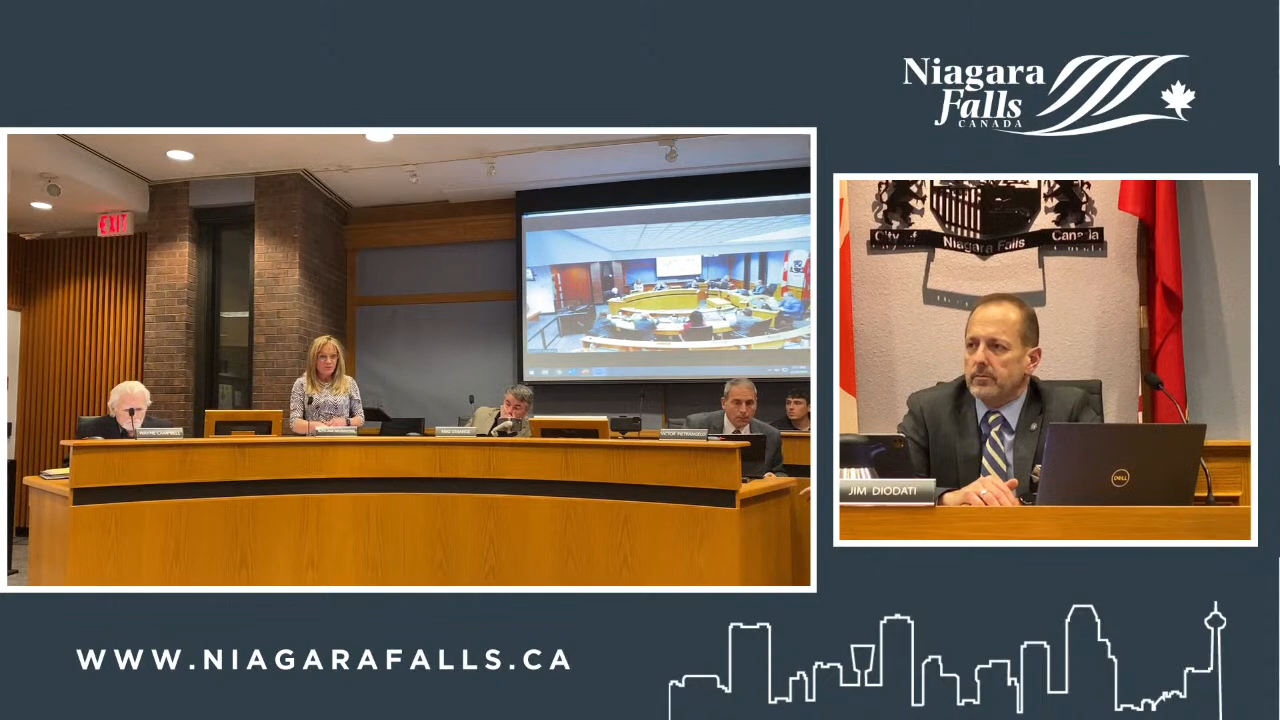 Niagara
Falls
CANADA
EXIT
City of
Niagara Falls
Canada
WAYNE CAMPBELL
MIKE STRANGE
VICTOR PIETRANGELO
DELL
JIM DIODATI
WWW.NIAGARAFALLS.CA